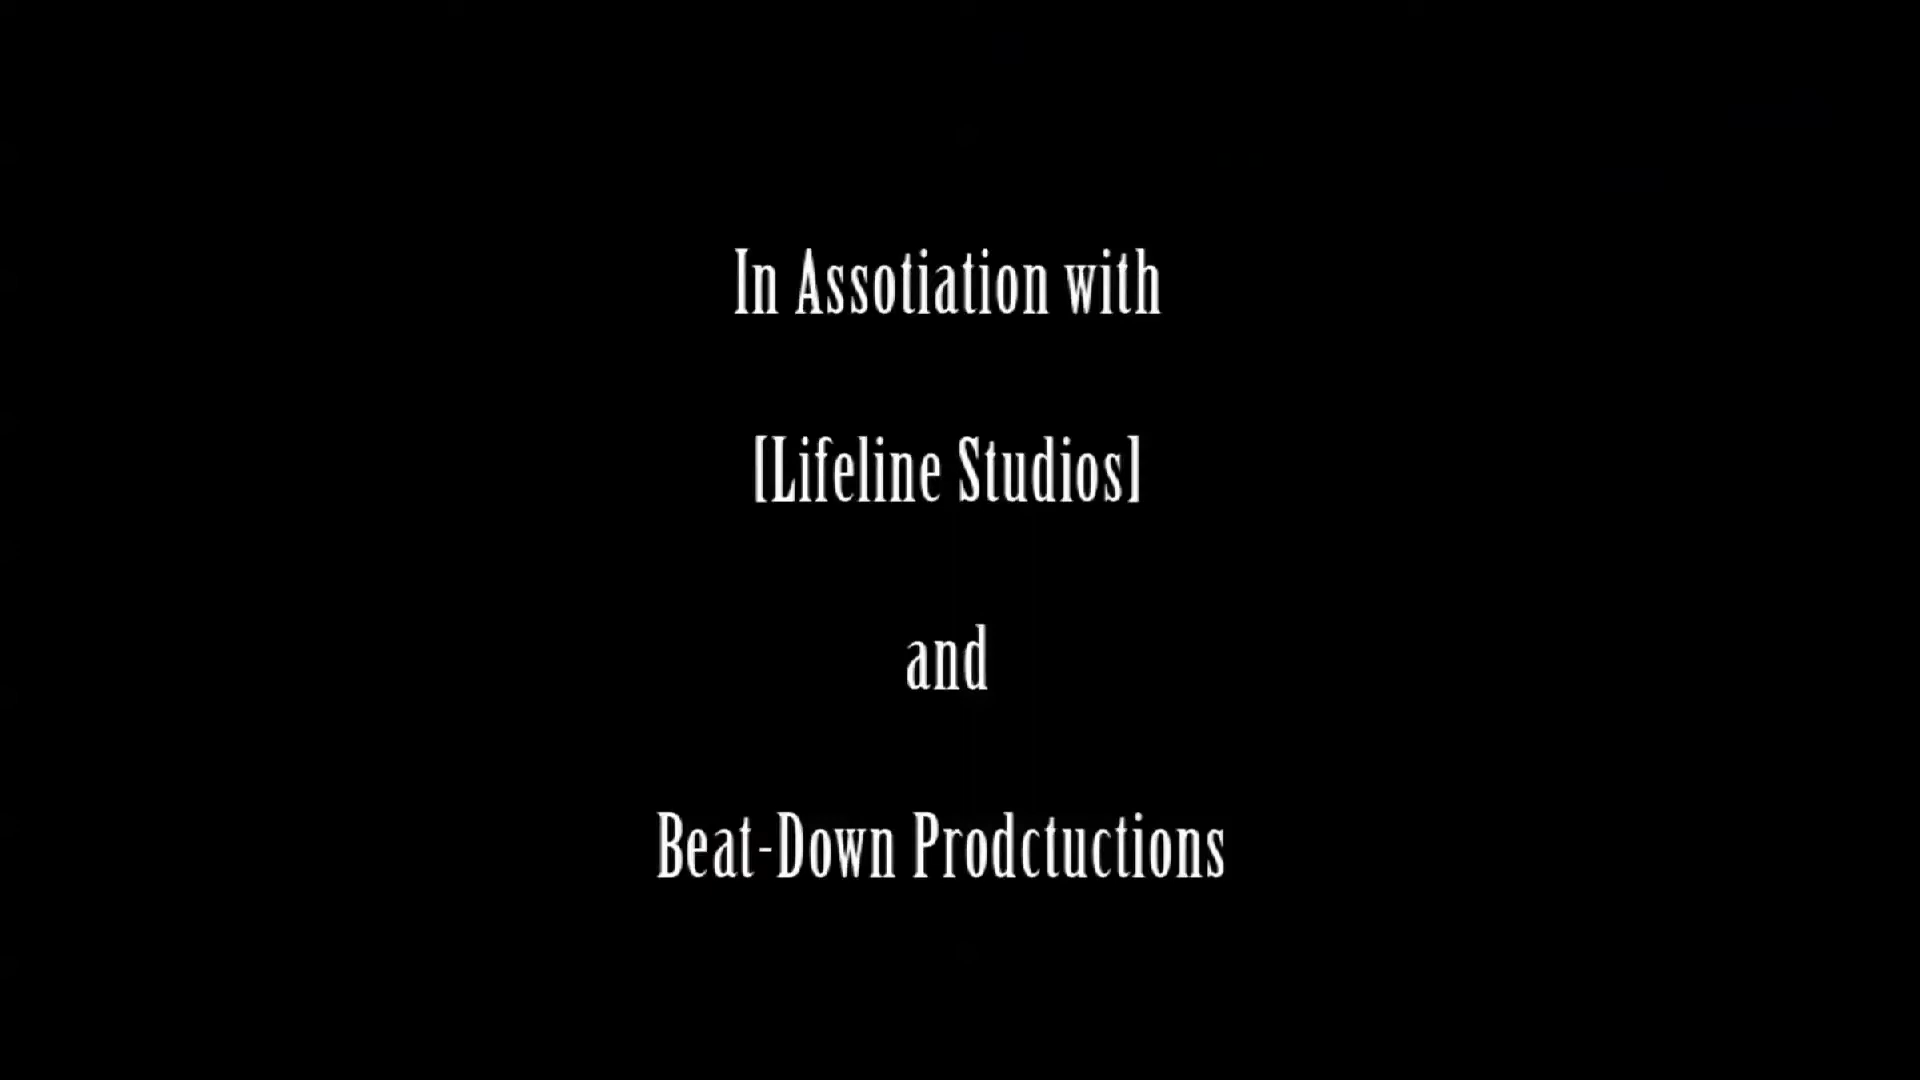 In Assotiation with
[Lifeline Studios]
and
Beat-Down Prodctuctions